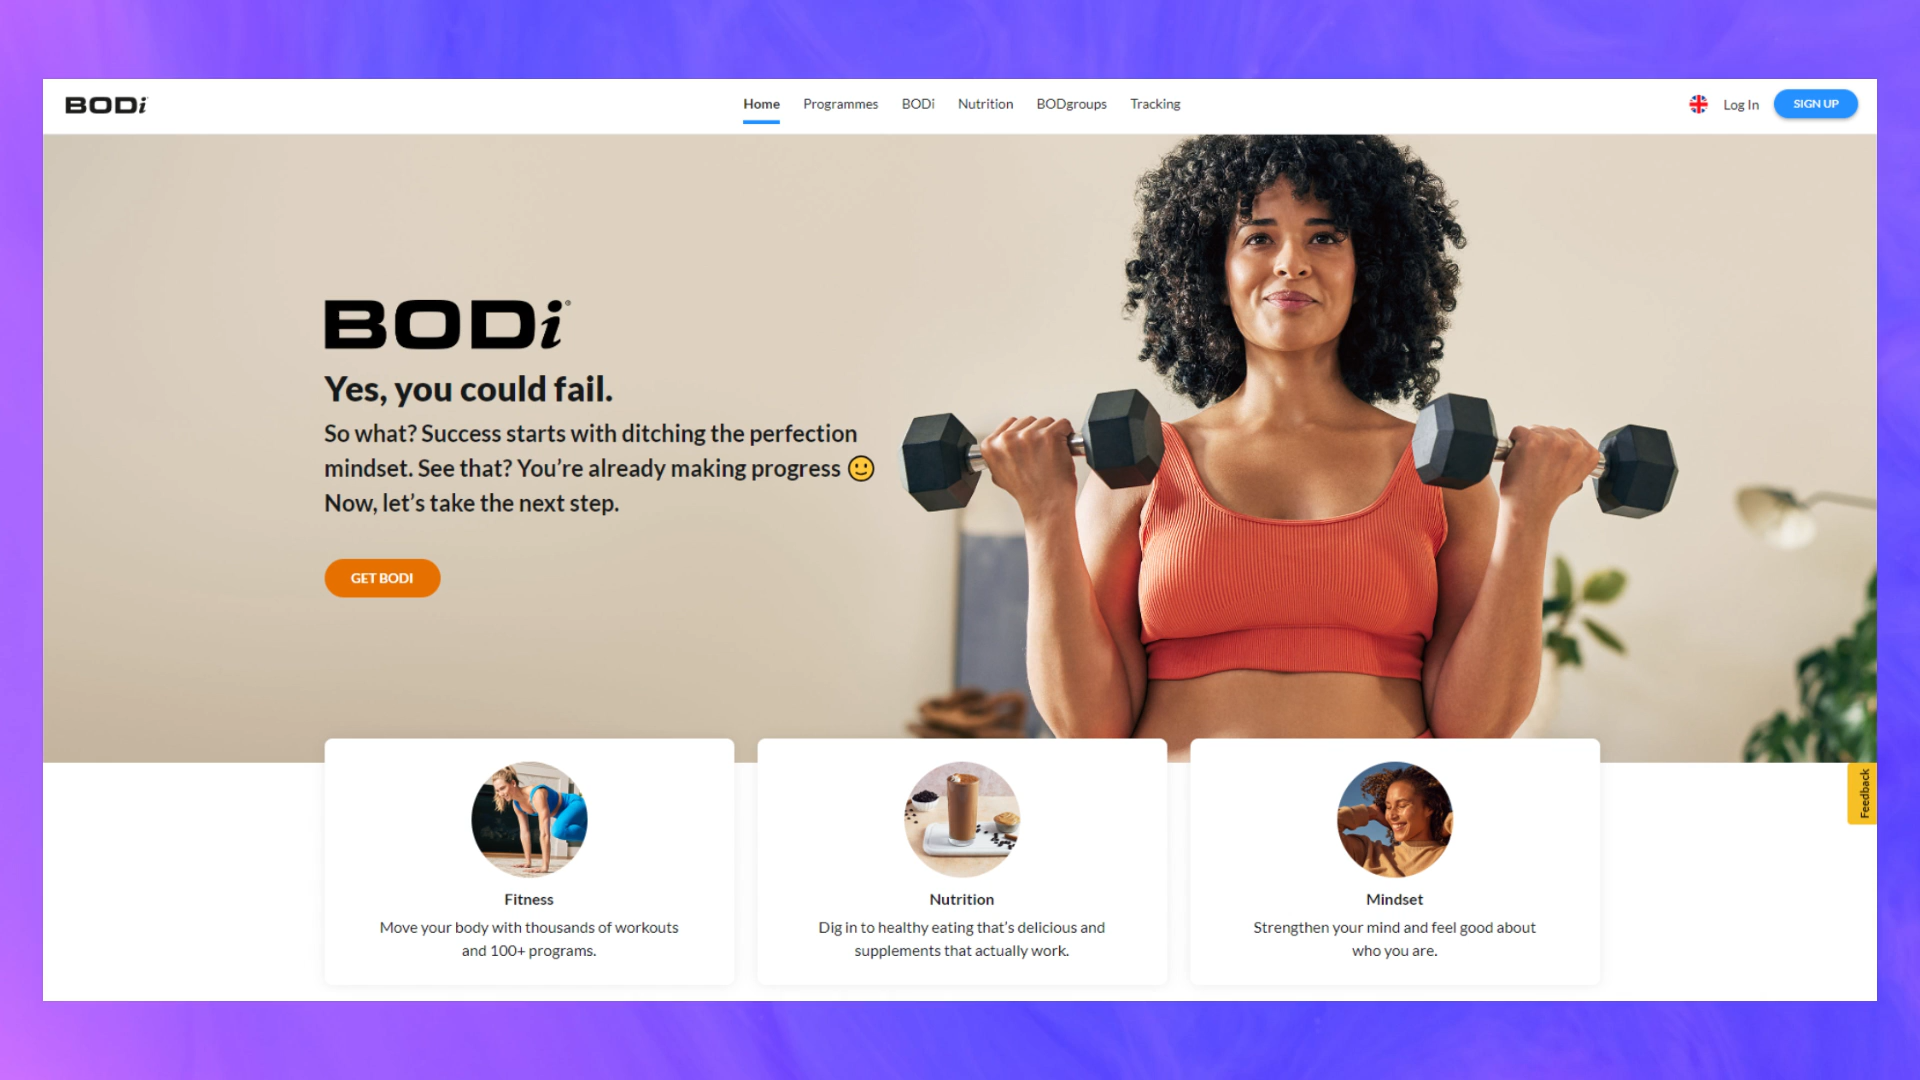 BODi
Home Programmes BODi Nutrition BODgroups Tracking
Log In SIGN UP
BODi®
Yes, you could fail.
So what? Success starts with ditching the perfection
mindset. See that? You’re already making progress 🙂
Now, let’s take the next step.
GET BODI
Feedback
Fitness
Move your body with thousands of workouts
and 100+ programs.
Nutrition
Dig in to healthy eating that’s delicious and
supplements that actually work.
Mindset
Strengthen your mind and feel good about
who you are.